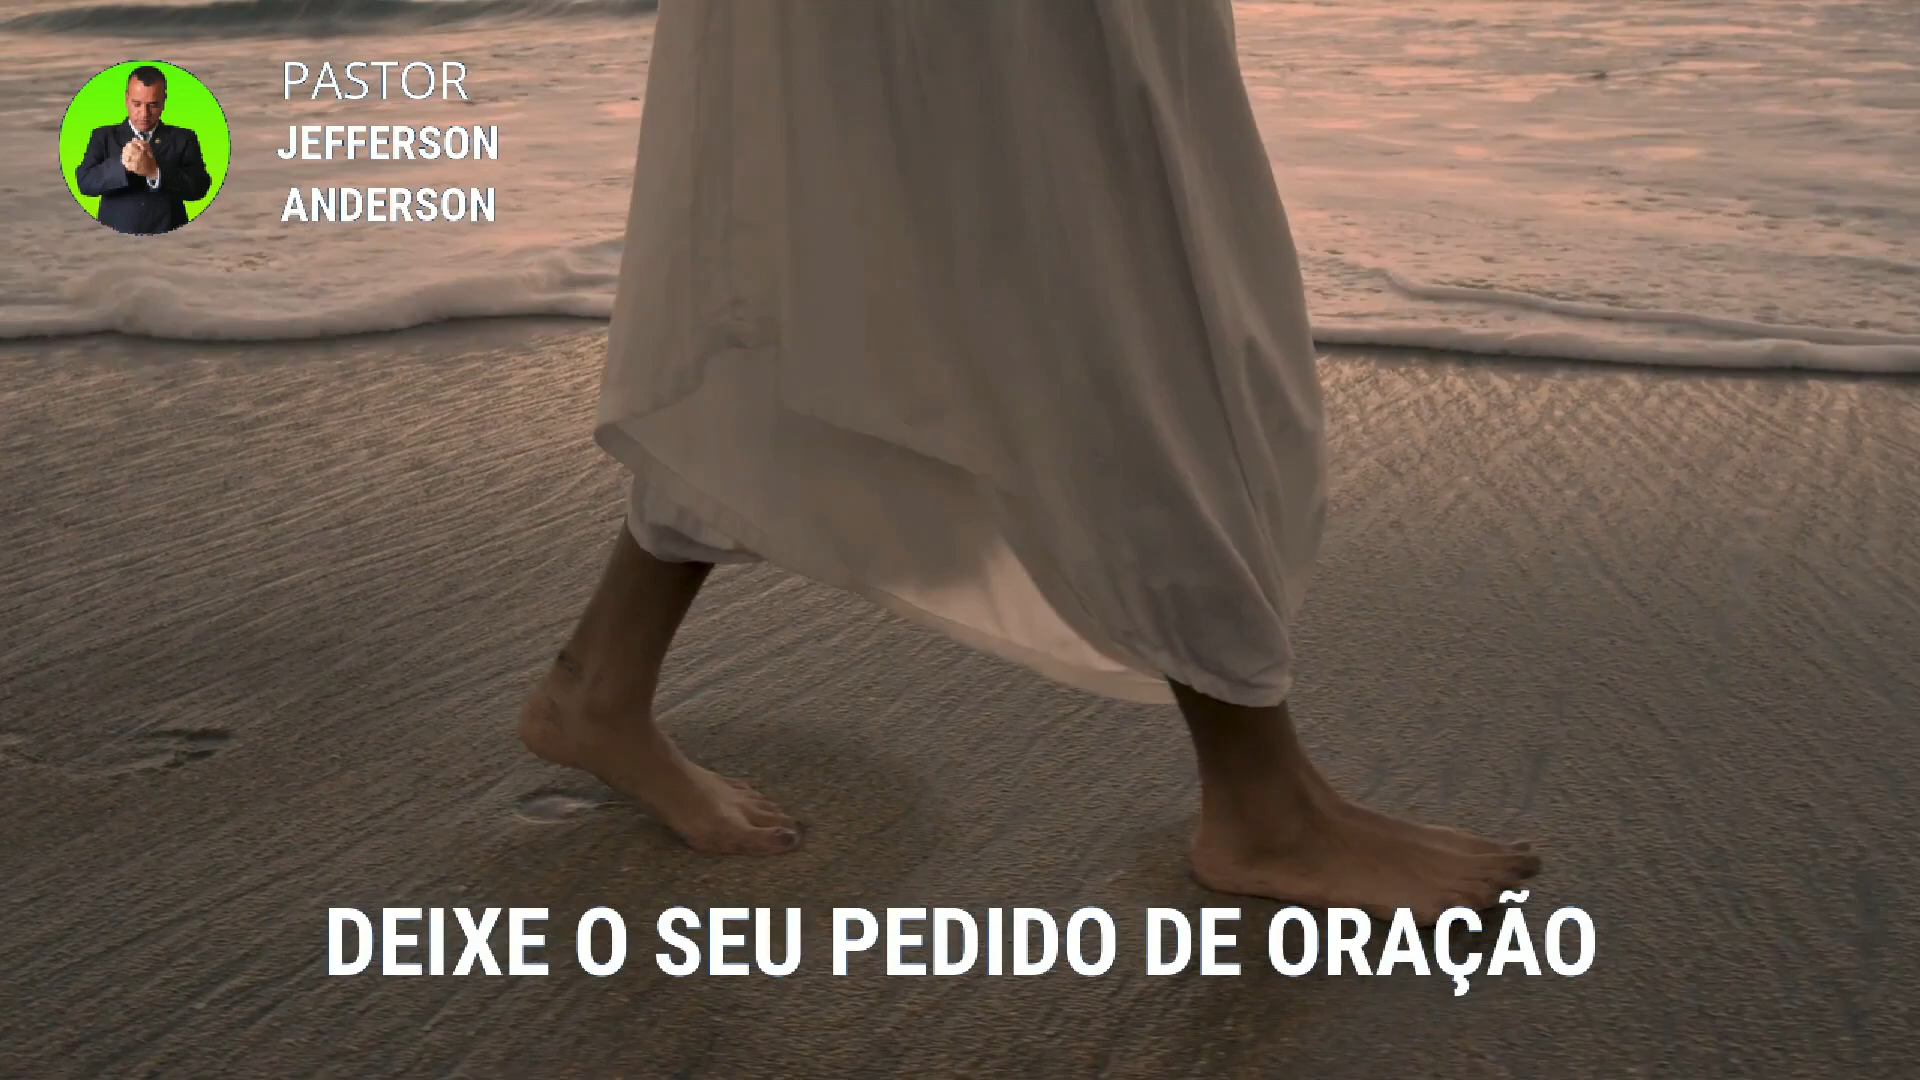 PASTOR
JEFFERSON
ANDERSON
DEIXE O SEU PEDIDO DE ORAÇÃO